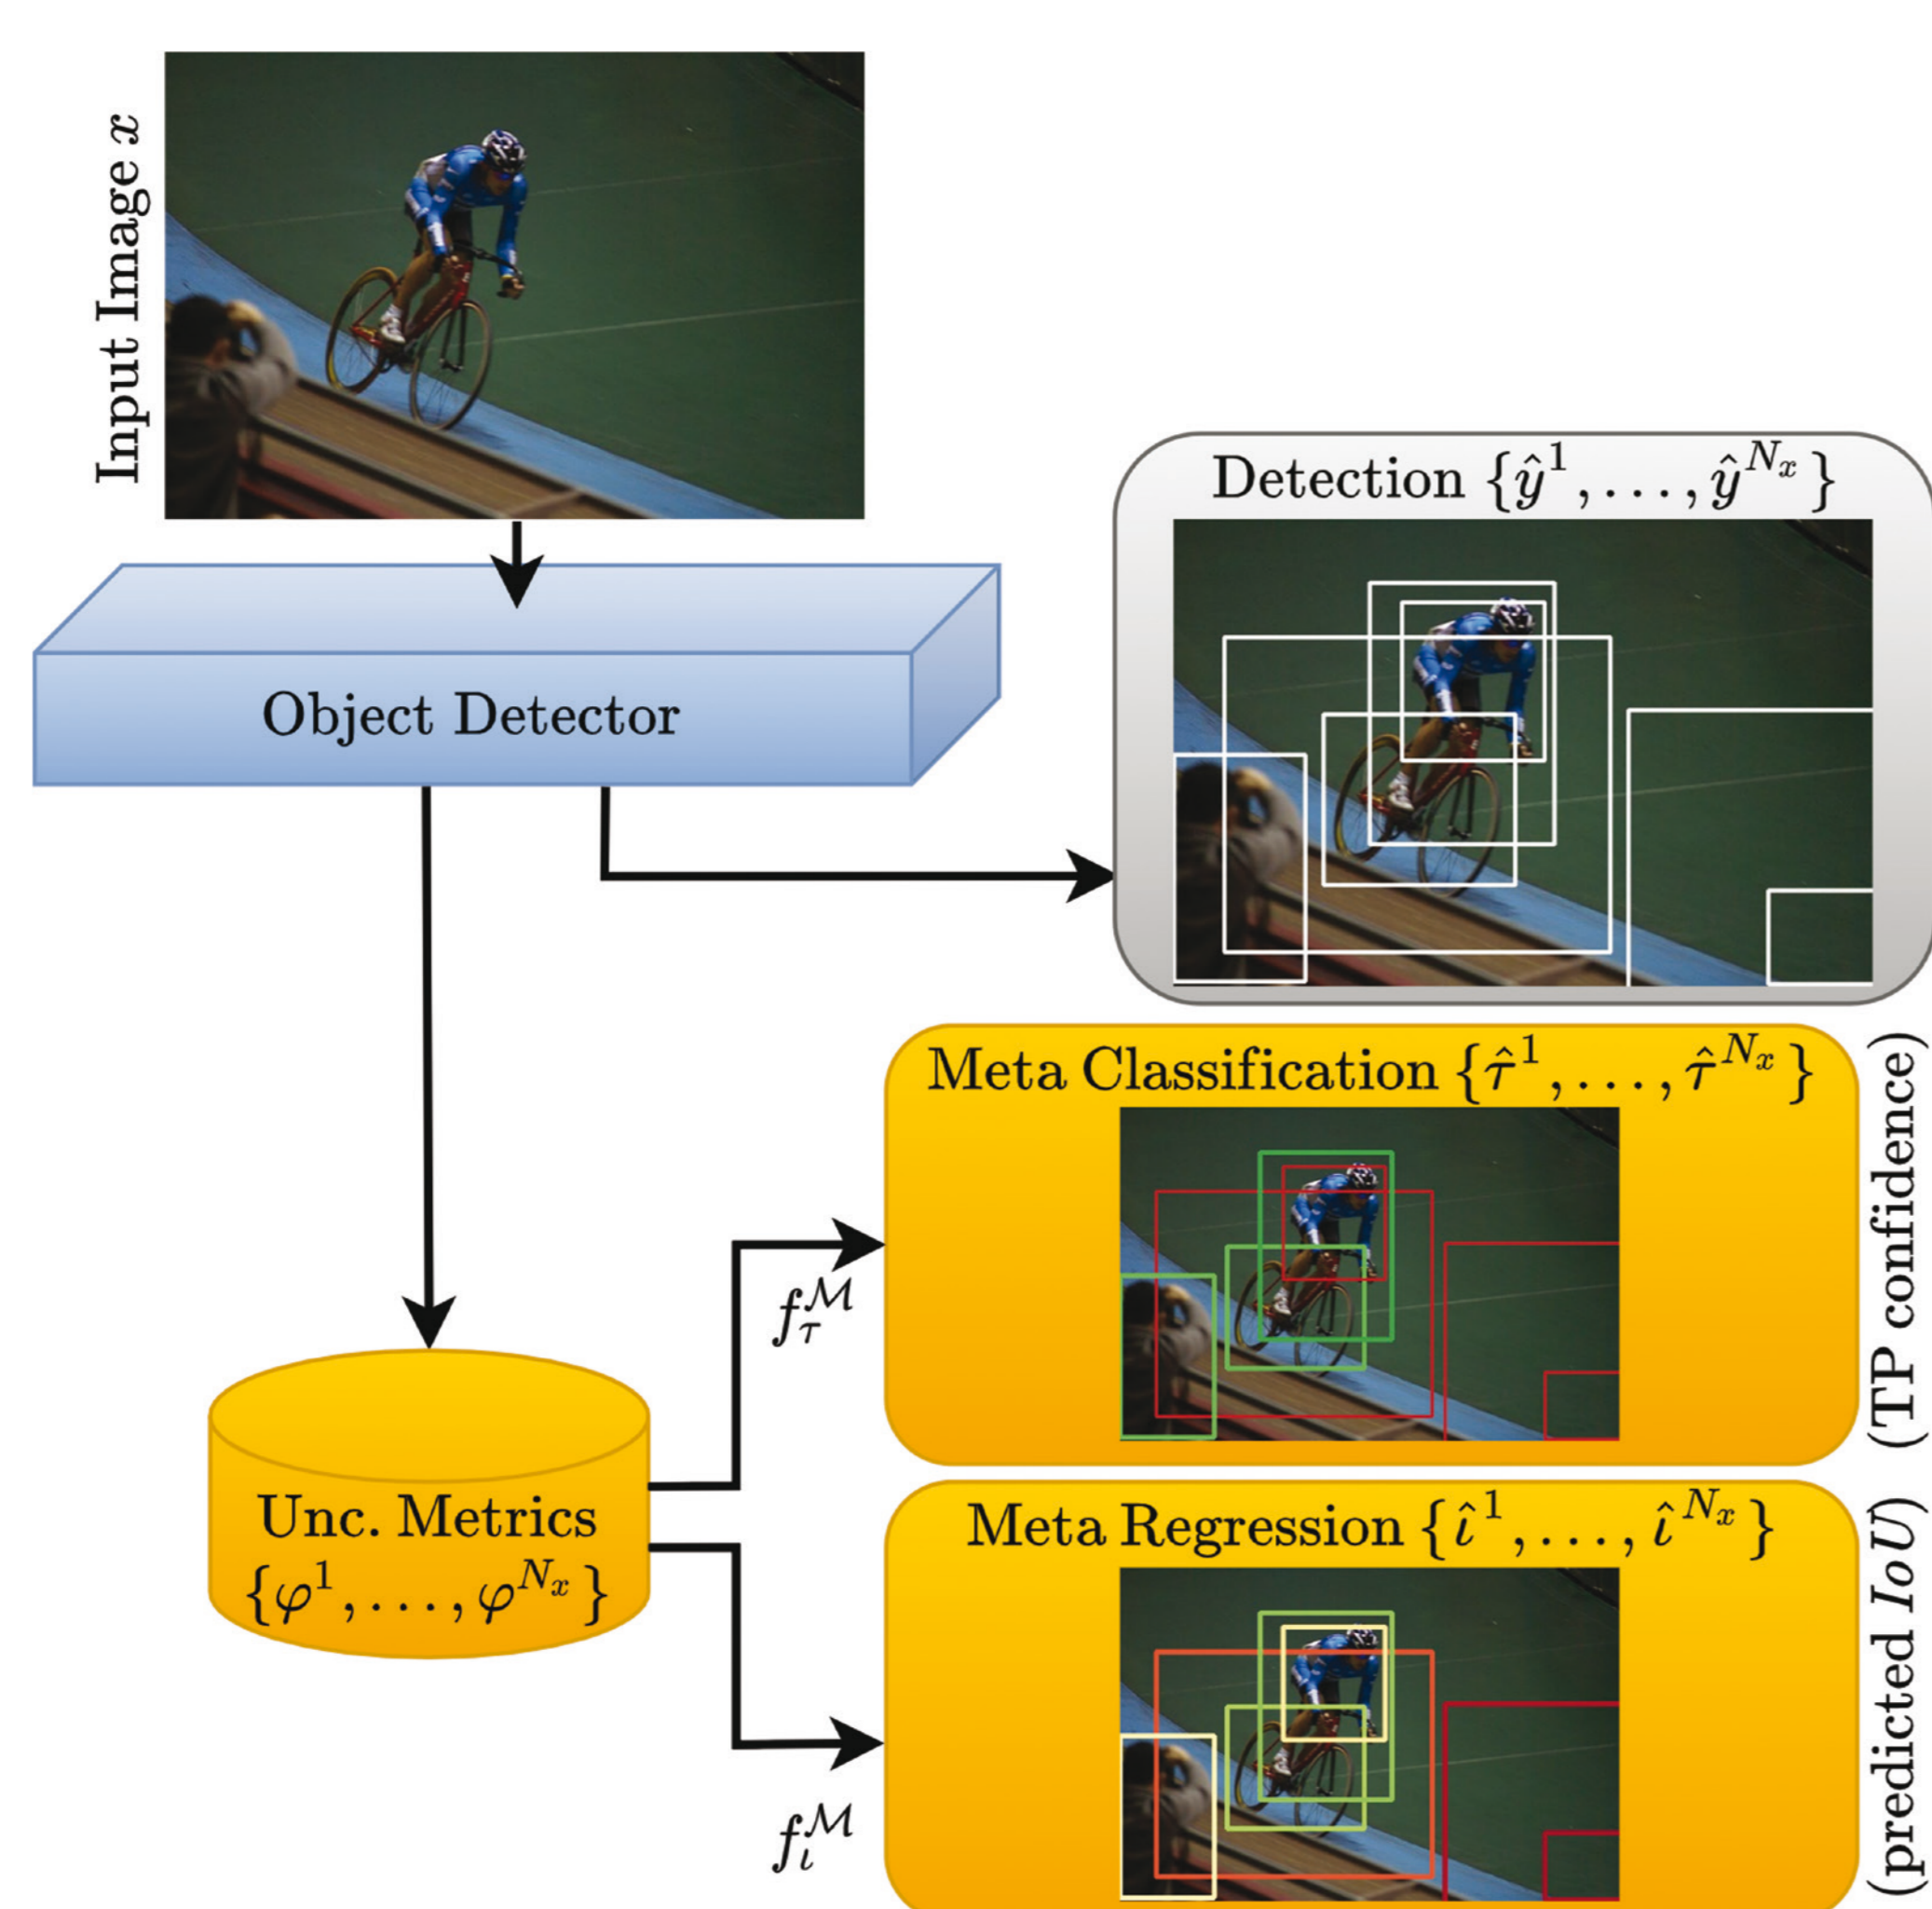 Input Image x
Object Detector
Detection {ŷ¹, . . . , ŷ^{N_x}}
Meta Classification {τ̂¹, . . . , τ̂^{N_x}}
(TP confidence)
f_τ^ℳ
Unc. Metrics
{φ¹, . . . , φ^{N_x}}
Meta Regression {ι̂¹, . . . , ι̂^{N_x}}
(predicted IoU)
f_ι^ℳ